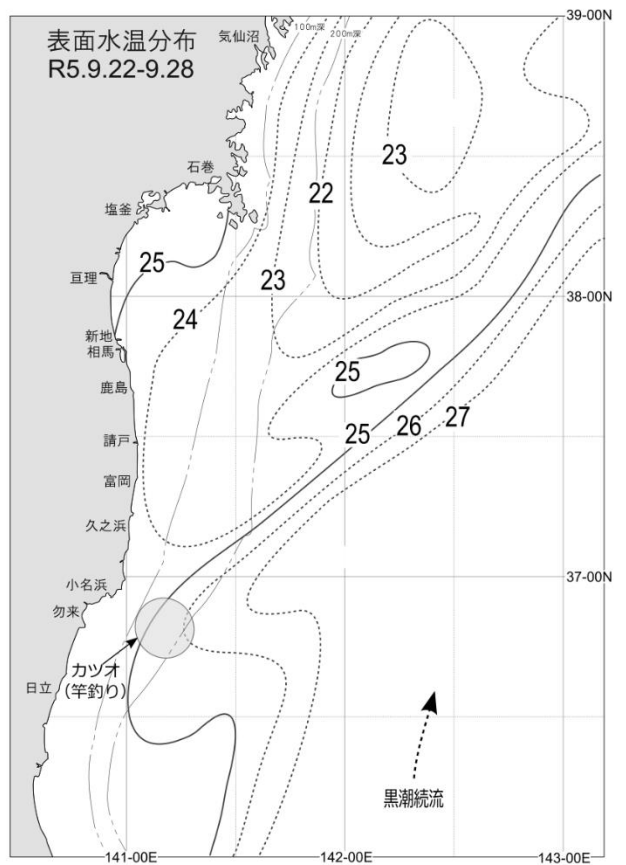 表面水温分布
R5.9.22-9.28
気仙沼
100m深
200m深
39-00N
石巻
塩釜
亘理
新地
相馬
鹿島
請戸
富岡
久之浜
小名浜
勿来
日立
23
22
25
23
24
38-00N
25
25
26
27
37-00N
カツオ
(竿釣り)
黒潮続流
141-00E
142-00E
143-00E